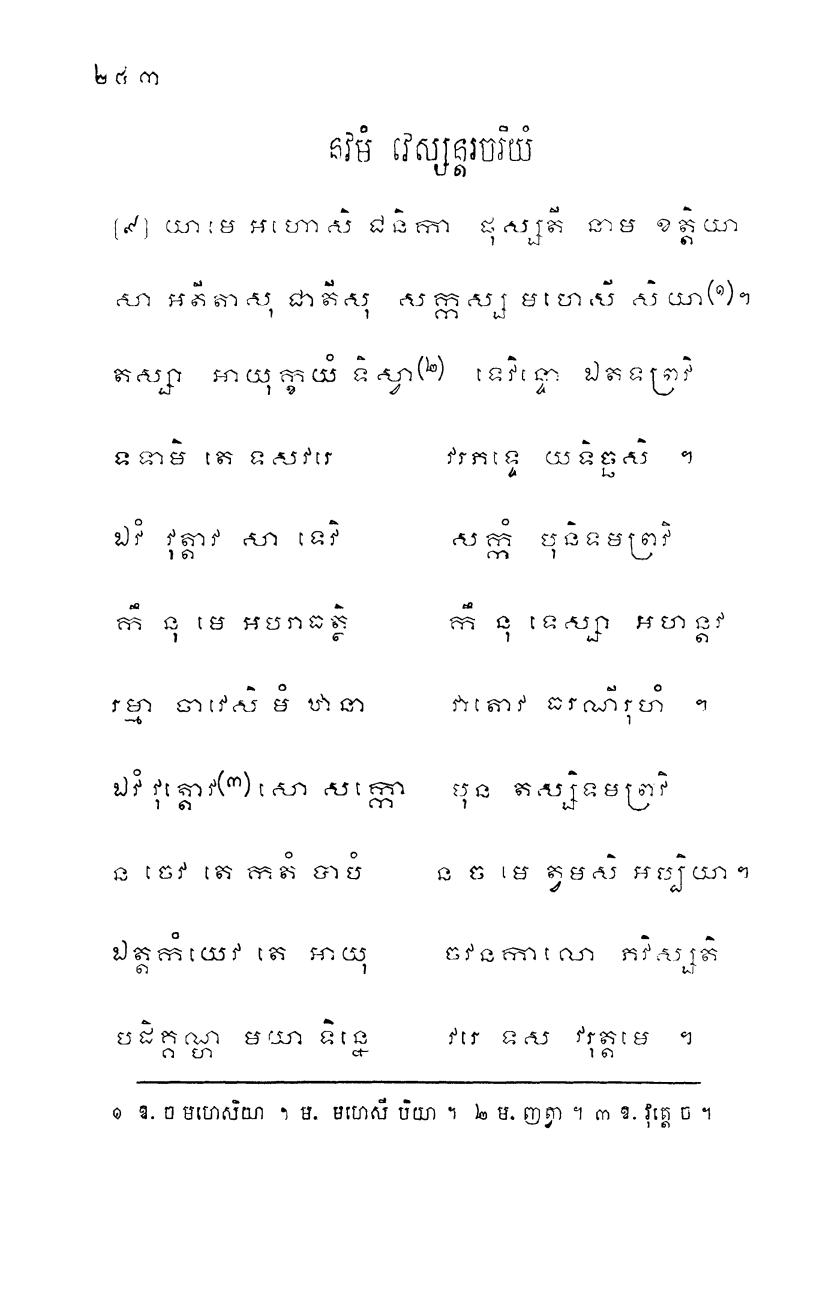 ២៥៣
នវមំ វេស្សន្តរចរិយំ
[៩] យា មេ អហោសិ ជនិកា ផុស្សតី នាម ខត្តិយា
សា អតីតាសុ ជាតីសុ សក្កស្ស មហេសី សិយា(១)។
តស្សា អាយុក្ខយំ ទិស្វា(២) ទេវិន្ទោ ឯតទព្រវិ
ទទាមិ តេ ទសវរេ វរភទ្ទេ យទិច្ឆសិ ។
ឯវំ វុត្តាវ សា ទេវិ សក្កំ បុនិទមព្រវិ
កឹ នុ មេ អបរាធត្ថិ កឹ នុ ទេស្សា អហន្តវ
រម្មា ចាវេសិ មំ ឋានា វាតោវ ធរណីរុហំ ។
ឯវំ វុត្តោវ(៣) សោ សក្កោ បុន តស្សិទមព្រវិ
ន ចេវ តេ កតំ បាបំ ន ច មេ ត្វមសិ អប្បិយា។
ឯត្តកំយេវ តេ អាយុ ចវនកាលោ ភវិស្សតិ
បដិគ្គណ្ហ មយា ទិន្នេ វរេ ទស វរុត្តមេ ។
១ ឱ. ច មហេសិយា ។ ម. មហេសី បិយា ។ ២ ម. ញត្វា ។ ៣ ឱ. វុត្តេ ច ។